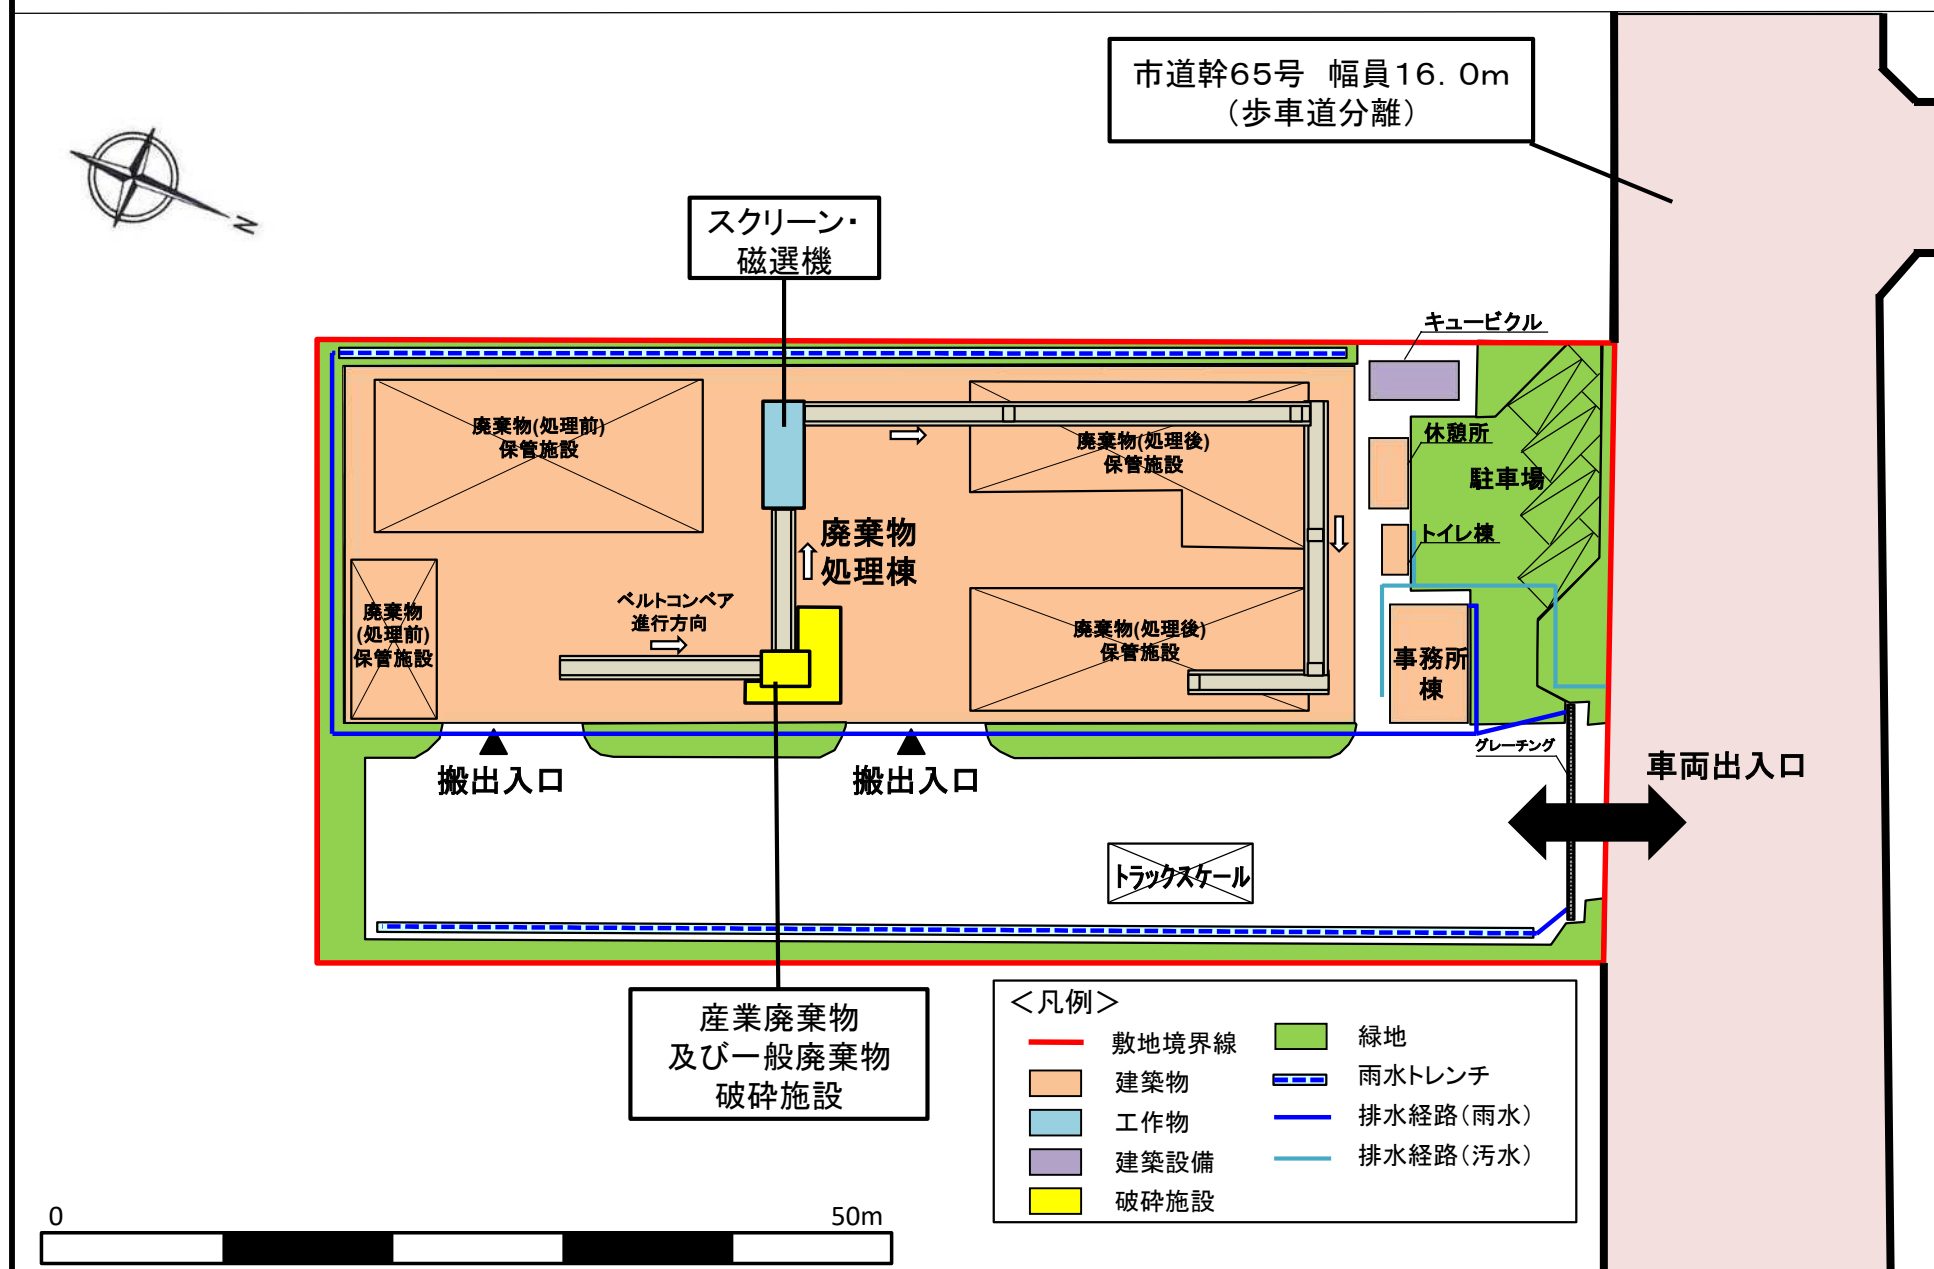 市道幹65号　幅員16．0m
（歩車道分離）
N
スクリーン・
磁選機
キュービクル
廃棄物(処理前)
保管施設
廃棄物(処理後)
保管施設
休憩所
駐車場
廃棄物
処理棟
トイレ棟
ベルトコンベア
進行方向
廃棄物
(処理前)
保管施設
廃棄物(処理後)
保管施設
事務所
棟
グレーチング
搬出入口
搬出入口
車両出入口
トラックスケール
産業廃棄物
及び一般廃棄物
破砕施設
＜凡例＞
敷地境界線
建築物
工作物
建築設備
破砕施設
緑地
雨水トレンチ
排水経路（雨水）
排水経路（汚水）
0
50m